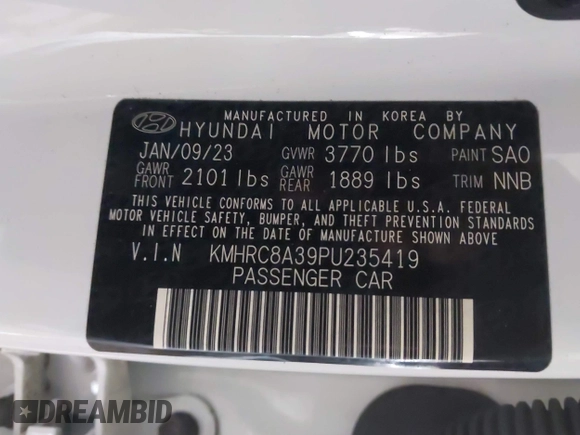 MANUFACTURED IN KOREA BY
HYUNDAI MOTOR COMPANY
JAN/09/23 GVWR 3770 lbs PAINT SAO
GAWR FRONT 2101 lbs GAWR REAR 1889 lbs TRIM NNB
THIS VEHICLE CONFORMS TO ALL APPLICABLE U.S.A. FEDERAL
MOTOR VEHICLE SAFETY, BUMPER, AND THEFT PREVENTION STANDARDS
IN EFFECT ON THE DATE OF MANUFACTURE SHOWN ABOVE.
V.I.N KMHRC8A39PU235419
PASSENGER CAR
DREAMBID